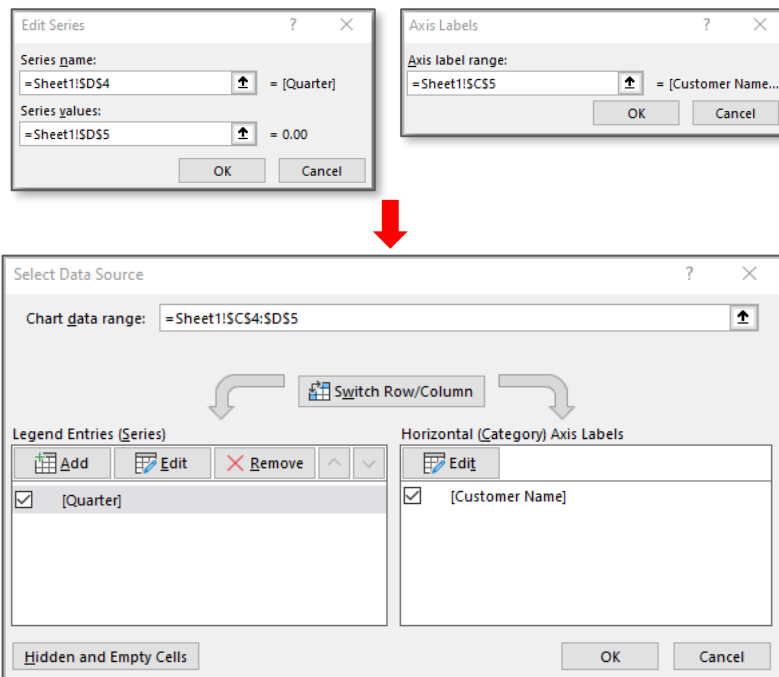 Edit Series ? ×
Series name:
=Sheet1!$D$4 = [Quarter]
Series values:
=Sheet1!$D$5 = 0.00
OK Cancel
Axis Labels ? ×
Axis label range:
=Sheet1!$C$5 = [Customer Name...
OK Cancel
Select Data Source ? ×
Chart data range: =Sheet1!$C$4:$D$5
Switch Row/Column
Legend Entries (Series)
Add Edit Remove
[Quarter]
Horizontal (Category) Axis Labels
Edit
[Customer Name]
Hidden and Empty Cells
OK Cancel